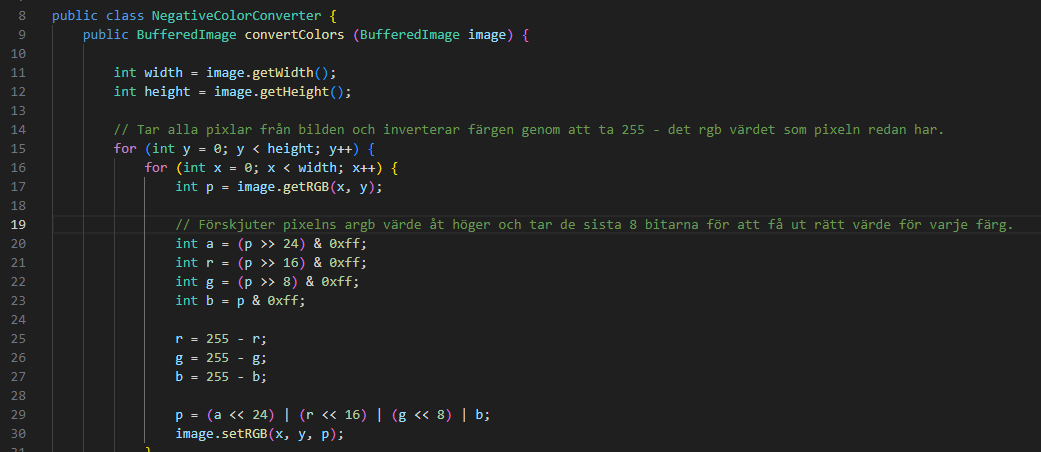 8 public class NegativeColorConverter {
9 public BufferedImage convertColors (BufferedImage image) {
10
11 int width = image.getWidth();
12 int height = image.getHeight();
13
14 // Tar alla pixlar från bilden och inverterar färgen genom att ta 255 - det rgb värdet som pixeln redan har.
15 for (int y = 0; y < height; y++) {
16 for (int x = 0; x < width; x++) {
17 int p = image.getRGB(x, y);
18
19 // Förskjuter pixelns argb värde åt höger och tar de sista 8 bitarna för att få ut rätt värde för varje färg.
20 int a = (p >> 24) & 0xff;
21 int r = (p >> 16) & 0xff;
22 int g = (p >> 8) & 0xff;
23 int b = p & 0xff;
24
25 r = 255 - r;
26 g = 255 - g;
27 b = 255 - b;
28
29 p = (a << 24) | (r << 16) | (g << 8) | b;
30 image.setRGB(x, y, p);